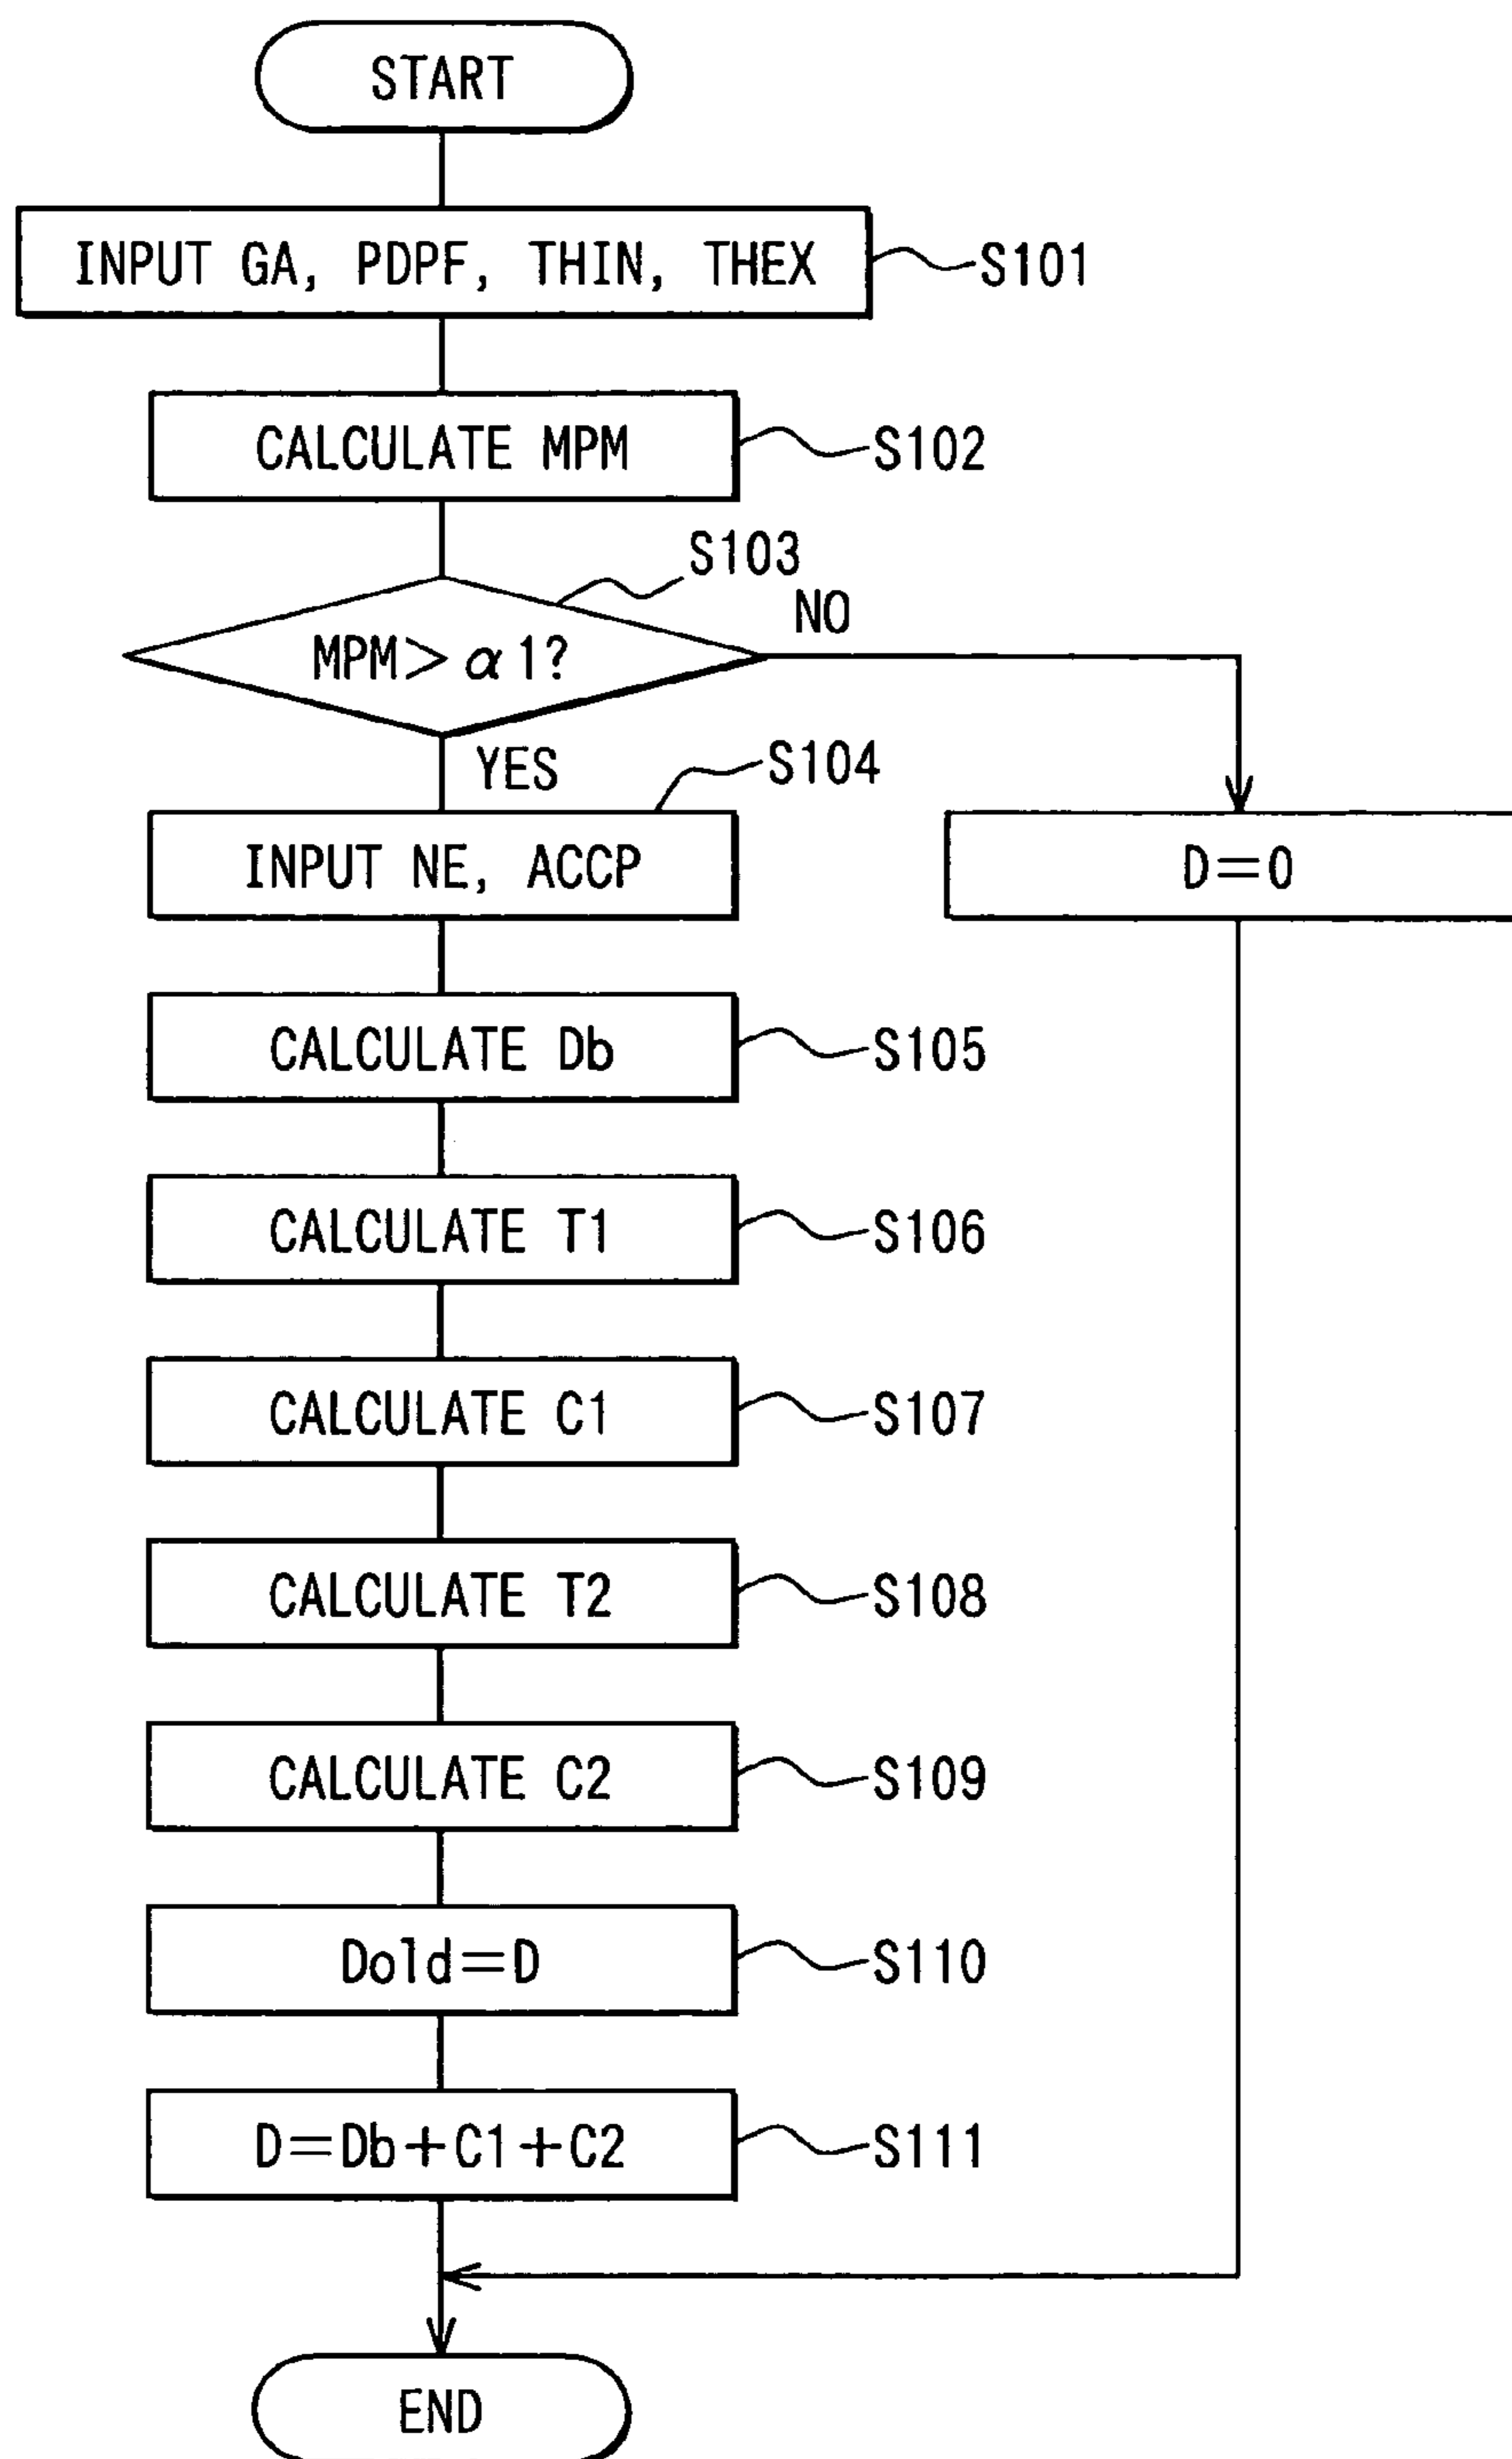 START
INPUT GA, PDPF, THIN, THEX
S101
CALCULATE MPM
S102
S103
MPM>α1?
NO
YES
S104
INPUT NE, ACCP
D=0
CALCULATE Db
S105
CALCULATE T1
S106
CALCULATE C1
S107
CALCULATE T2
S108
CALCULATE C2
S109
Dold=D
S110
D=Db+C1+C2
S111
END